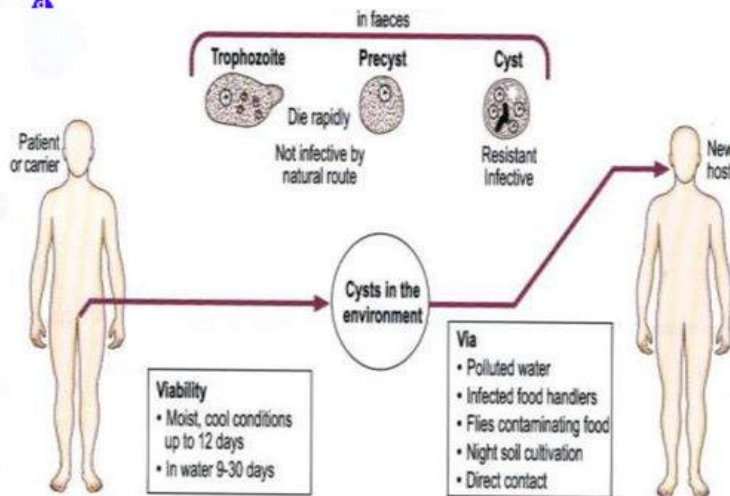 in faeces
Trophozoite
Precyst
Cyst
Die rapidly
Not infective by
natural route
Resistant
Infective
Patient
or carrier
New
host
Cysts in the
environment
Viability
• Moist, cool conditions
up to 12 days
• In water 9-30 days
Via
• Polluted water
• Infected food handlers
• Flies contaminating food
• Night soil cultivation
• Direct contact